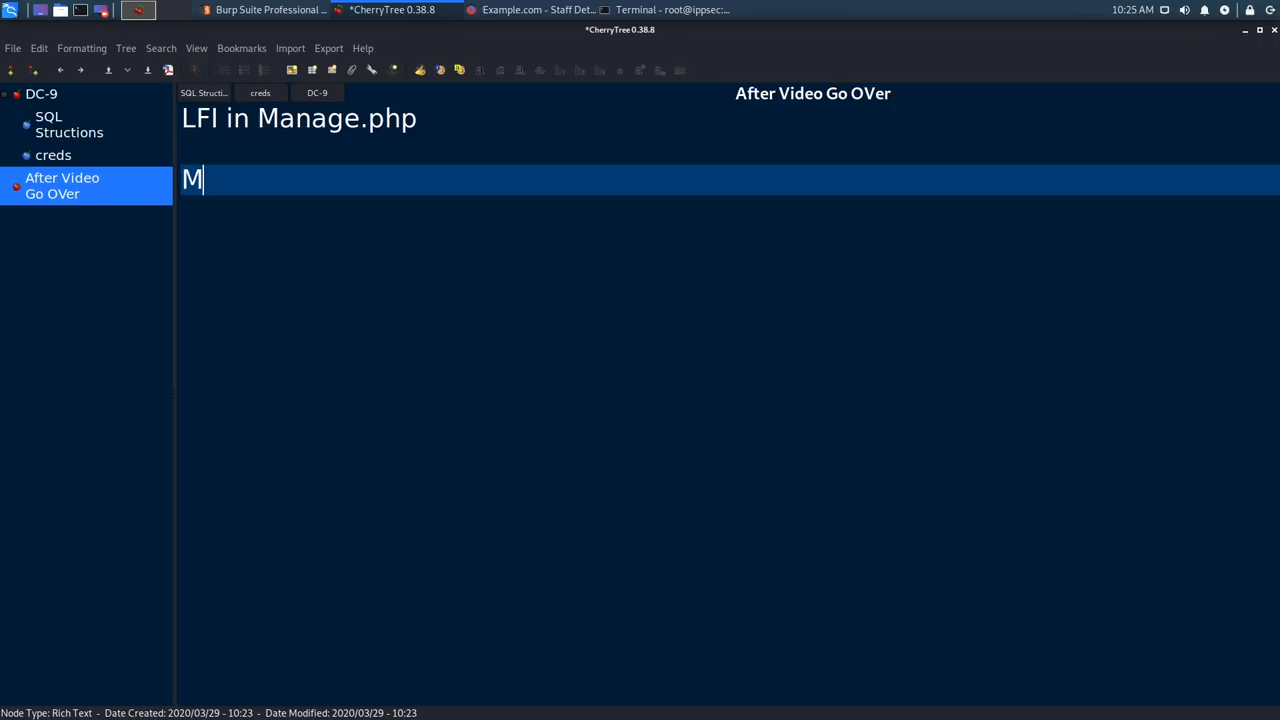 Burp Suite Professional ...
*CherryTree 0.38.8
Example.com - Staff Det...
Terminal - root@ippsec:...
10:25 AM
*CherryTree 0.38.8
File Edit Formatting Tree Search View Bookmarks Import Export Help
DC-9
SQL
Structions
creds
After Video
Go OVer
SQL Structi... creds DC-9
After Video Go OVer
LFI in Manage.php
M
Node Type: Rich Text - Date Created: 2020/03/29 - 10:23 - Date Modified: 2020/03/29 - 10:23